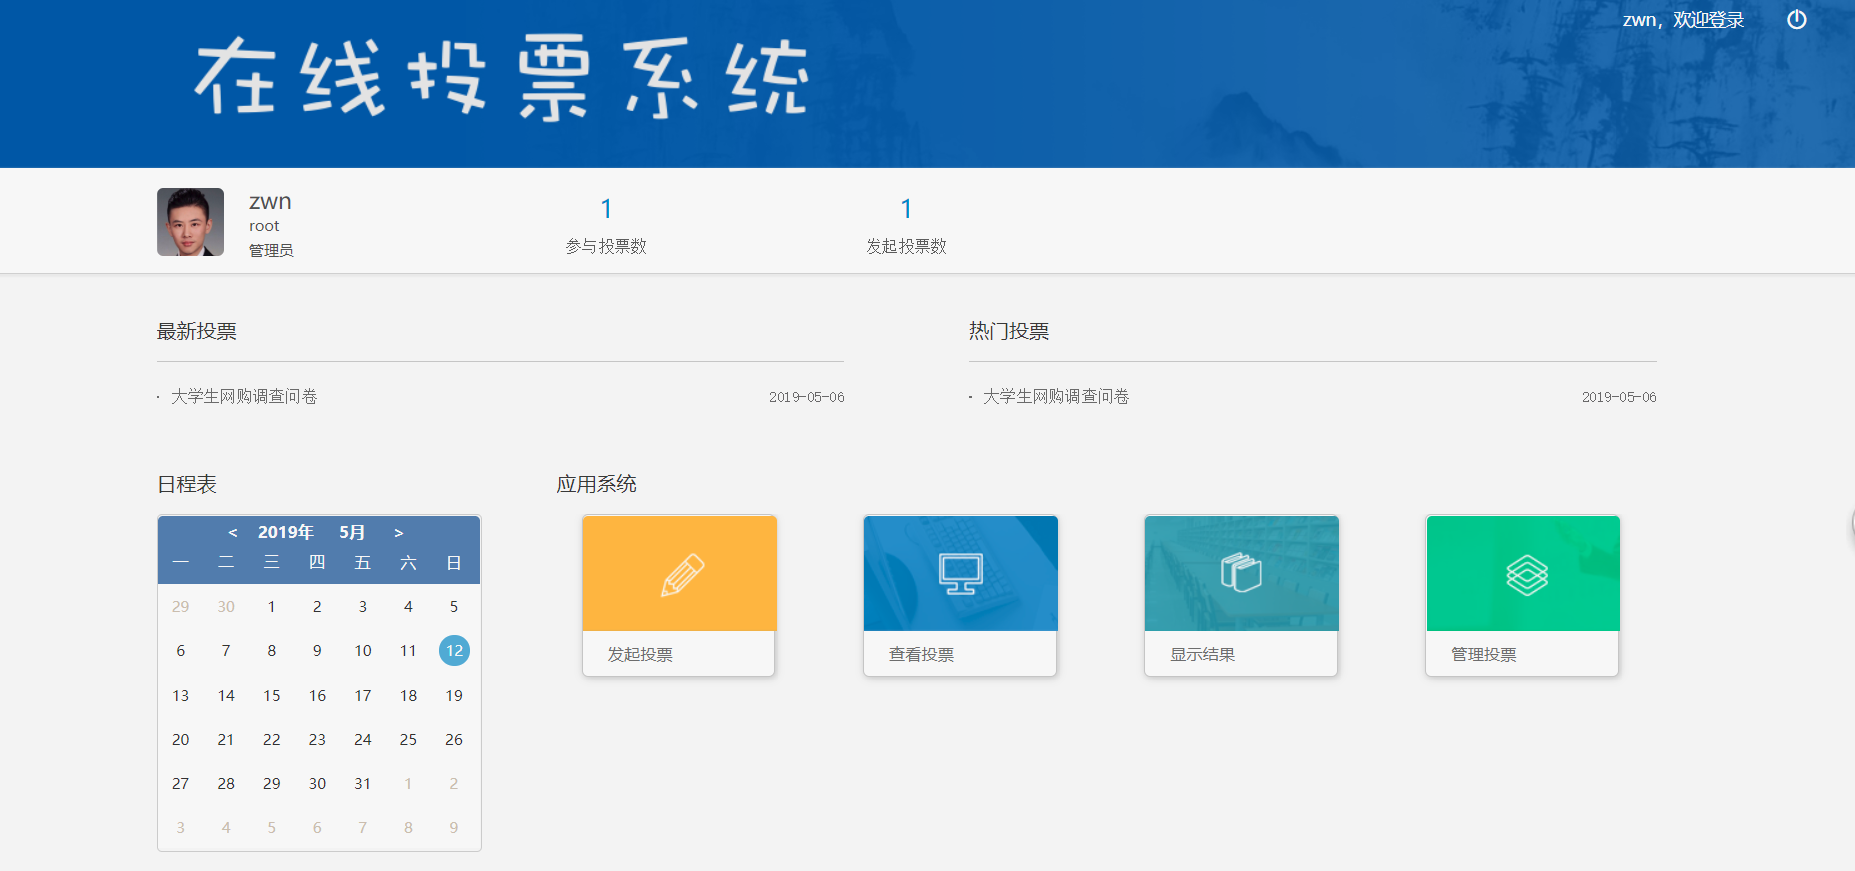 zwn，欢迎登录
在线投票系统
zwn
root
管理员
1
参与投票数
1
发起投票数
最新投票
· 大学生网购调查问卷 2019-05-06
热门投票
· 大学生网购调查问卷 2019-05-06
日程表
< 2019年 5月 >
一 二 三 四 五 六 日
29 30 1 2 3 4 5
6 7 8 9 10 11 12
13 14 15 16 17 18 19
20 21 22 23 24 25 26
27 28 29 30 31 1 2
3 4 5 6 7 8 9
应用系统
发起投票
查看投票
显示结果
管理投票